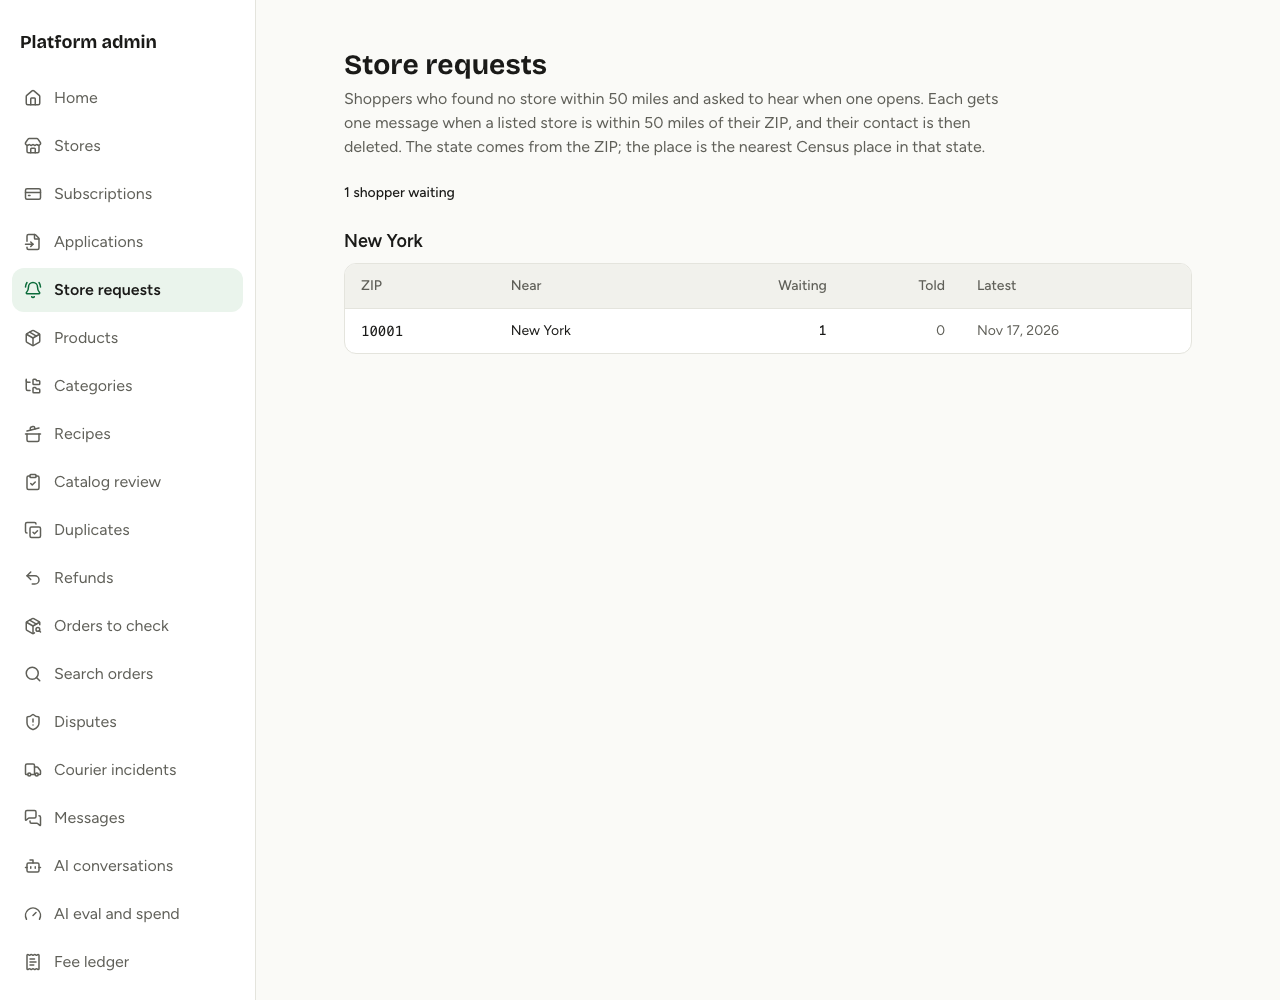 Platform admin
Home
Stores
Subscriptions
Applications
Store requests
Products
Categories
Recipes
Catalog review
Duplicates
Refunds
Orders to check
Search orders
Disputes
Courier incidents
Messages
AI conversations
AI eval and spend
Fee ledger
Store requests
Shoppers who found no store within 50 miles and asked to hear when one opens. Each gets
one message when a listed store is within 50 miles of their ZIP, and their contact is then
deleted. The state comes from the ZIP; the place is the nearest Census place in that state.
1 shopper waiting
New York
ZIP Near Waiting Told Latest
10001 New York 1 0 Nov 17, 2026